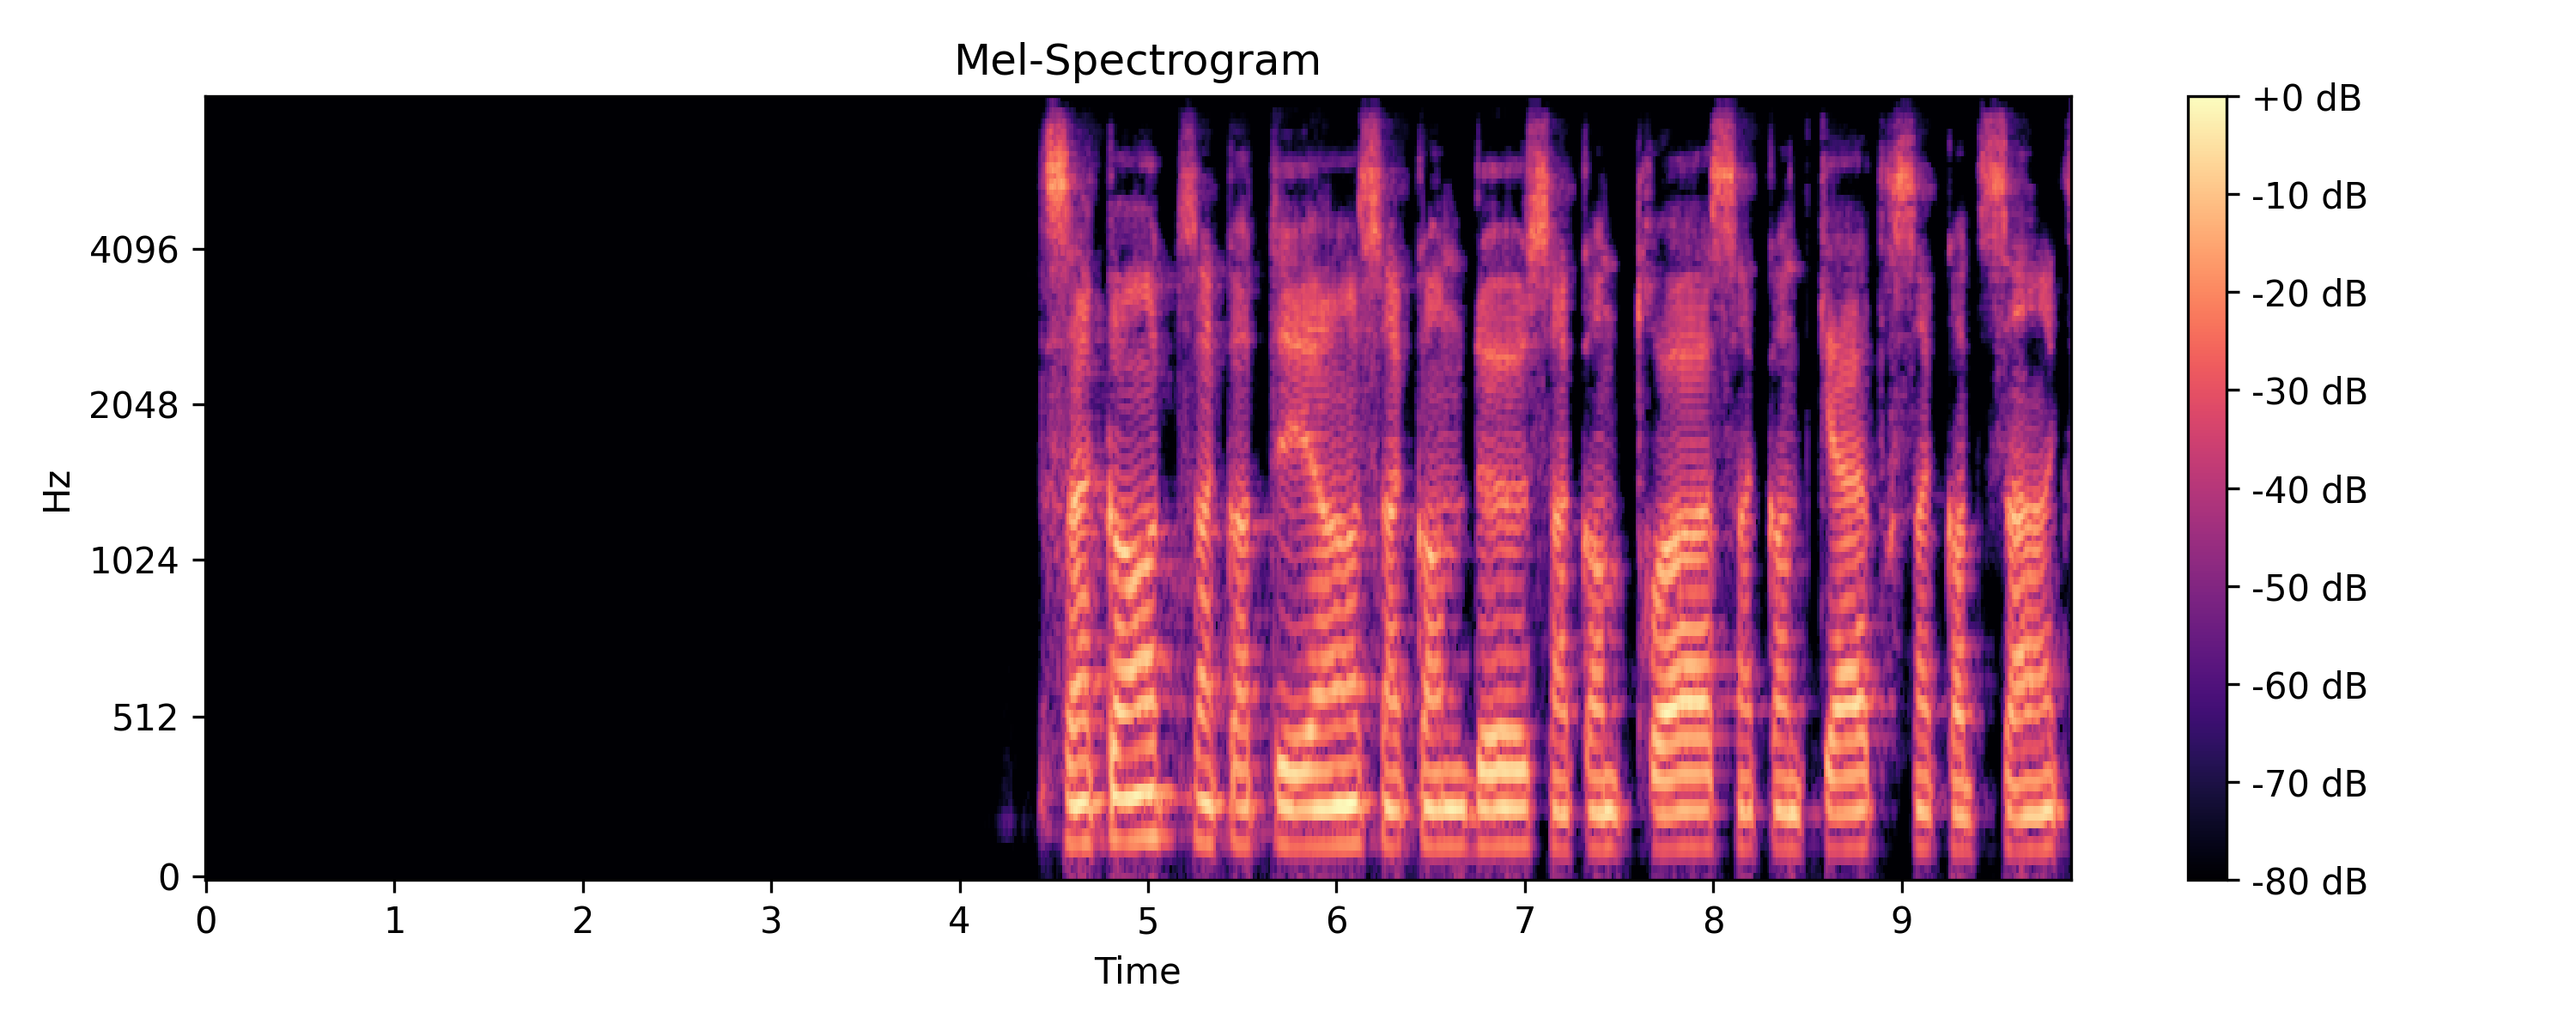 Mel-Spectrogram
+0 dB
-10 dB
4096
-20 dB
-30 dB
2048
Hz
-40 dB
1024
-50 dB
512
-60 dB
-70 dB
0
-80 dB
0 1 2 3 4 5 6 7 8 9
Time